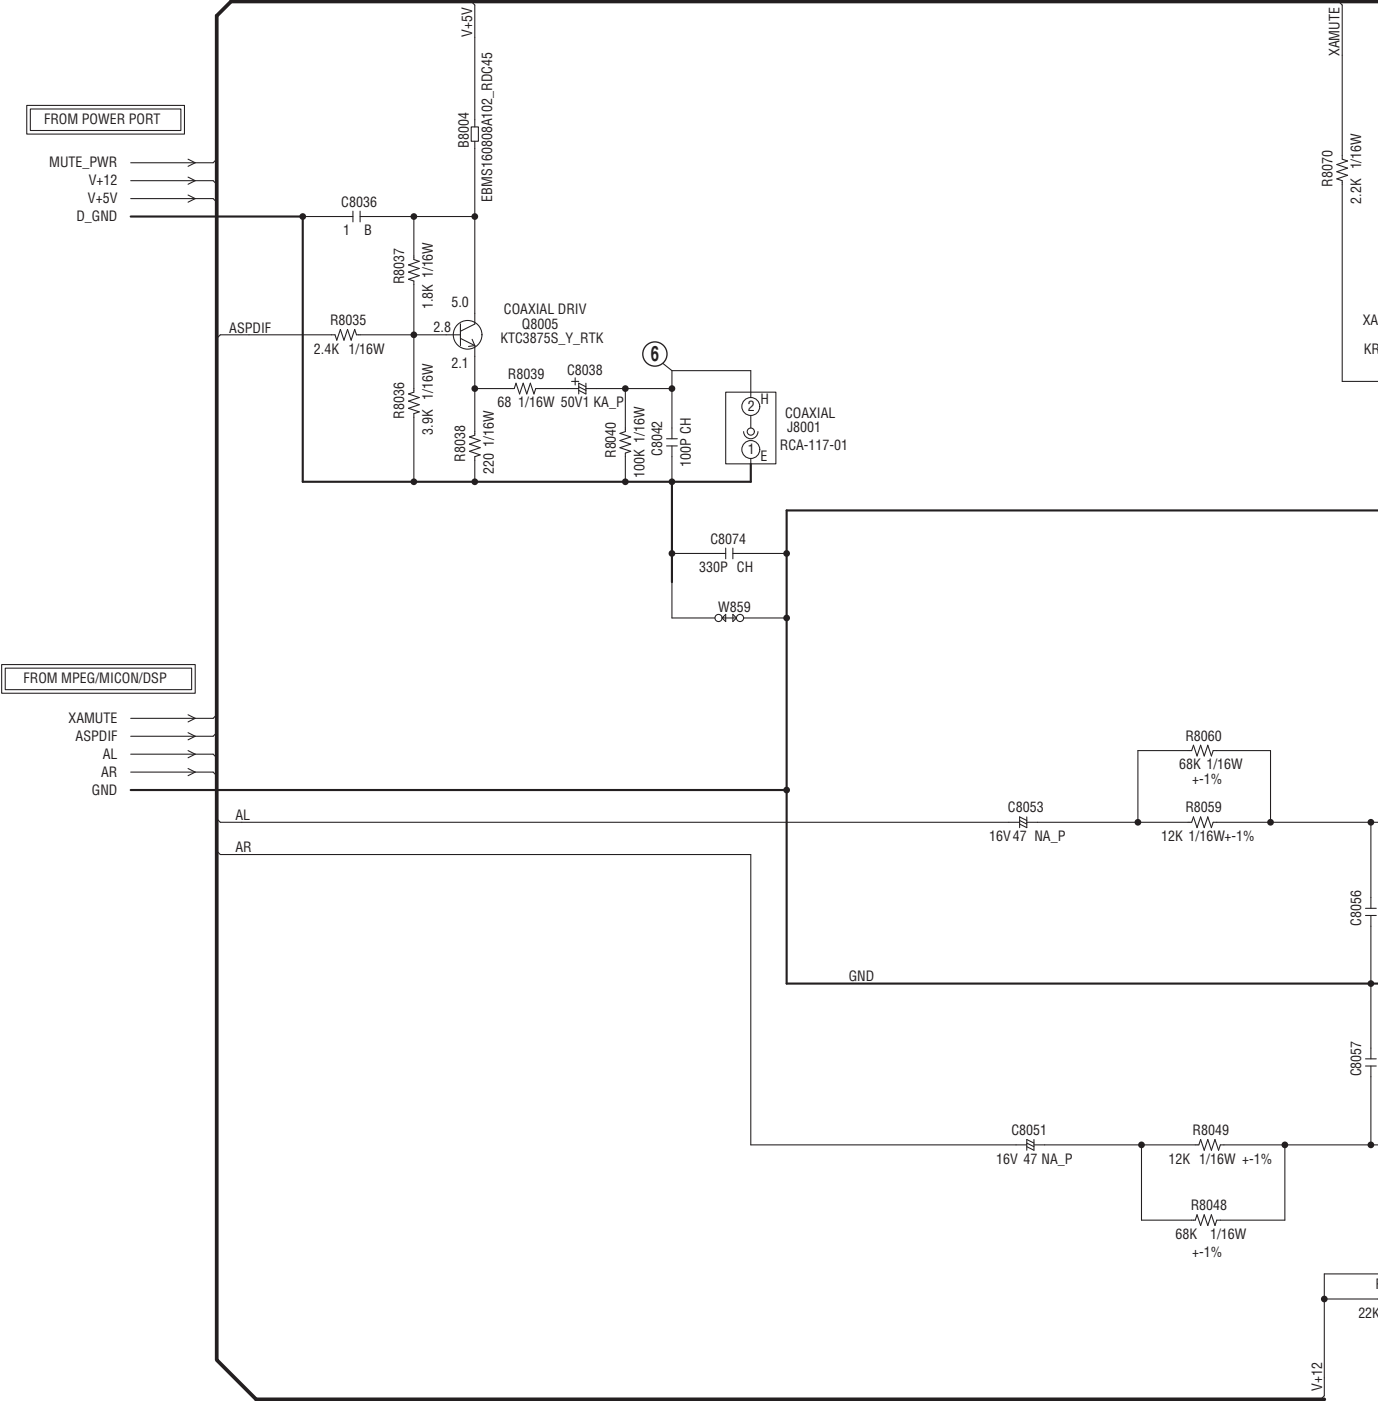 V+5V
XAMUTE
B8004
EBMS160808A102_RDC45
FROM POWER PORT
MUTE_PWR
V+12
V+5V
D_GND
R8070
2.2K 1/16W
C8036
1 B
R8037
1.8K 1/16W
5.0
COAXIAL DRIV
Q8005
KTC3875S_Y_RTK
ASPDIF
R8035
2.4K 1/16W
2.8
2.1
XA
KR
6
R8036
3.9K 1/16W
R8039
68 1/16W
C8038
+
50V1 KA_P
R8038
220 1/16W
R8040
100K 1/16W
C8042
100P CH
2
H
1
E
COAXIAL
J8001
RCA-117-01
C8074
330P CH
W859
FROM MPEG/MICON/DSP
XAMUTE
ASPDIF
AL
AR
GND
R8060
68K 1/16W
+-1%
AL
C8053
16V 47 NA_P
R8059
12K 1/16W+-1%
AR
C8056
GND
C8057
C8051
16V 47 NA_P
R8049
12K 1/16W +-1%
R8048
68K 1/16W
+-1%
22K
V+12